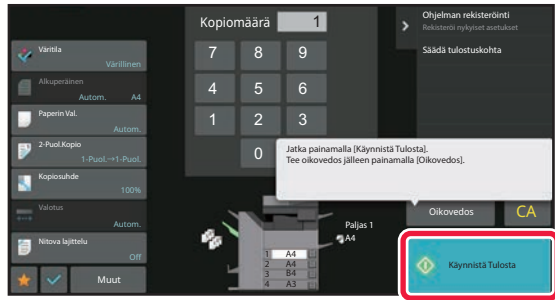 Kopiomäärä 1
Ohjelman rekisteröinti
Rekisteröi nykyiset asetukset
Säädä tulostuskohta
Väritila
Värillinen
Alkuperäinen
Autom. A4
Paperin Val.
Autom.
2-Puol.Kopio
1-Puol.→1-Puol.
Kopiosuhde
100%
Valotus
Autom.
Nitova lajittelu
Off
Muut
7 8 9
4 5 6
1 2 3
0
Jatka painamalla [Käynnistä Tulosta].
Tee oikovedos jälleen painamalla [Oikovedos].
Paljas 1
A4
1 A4
2 A4
3 B4
4 A3
Oikovedos
CA
Käynnistä Tulosta